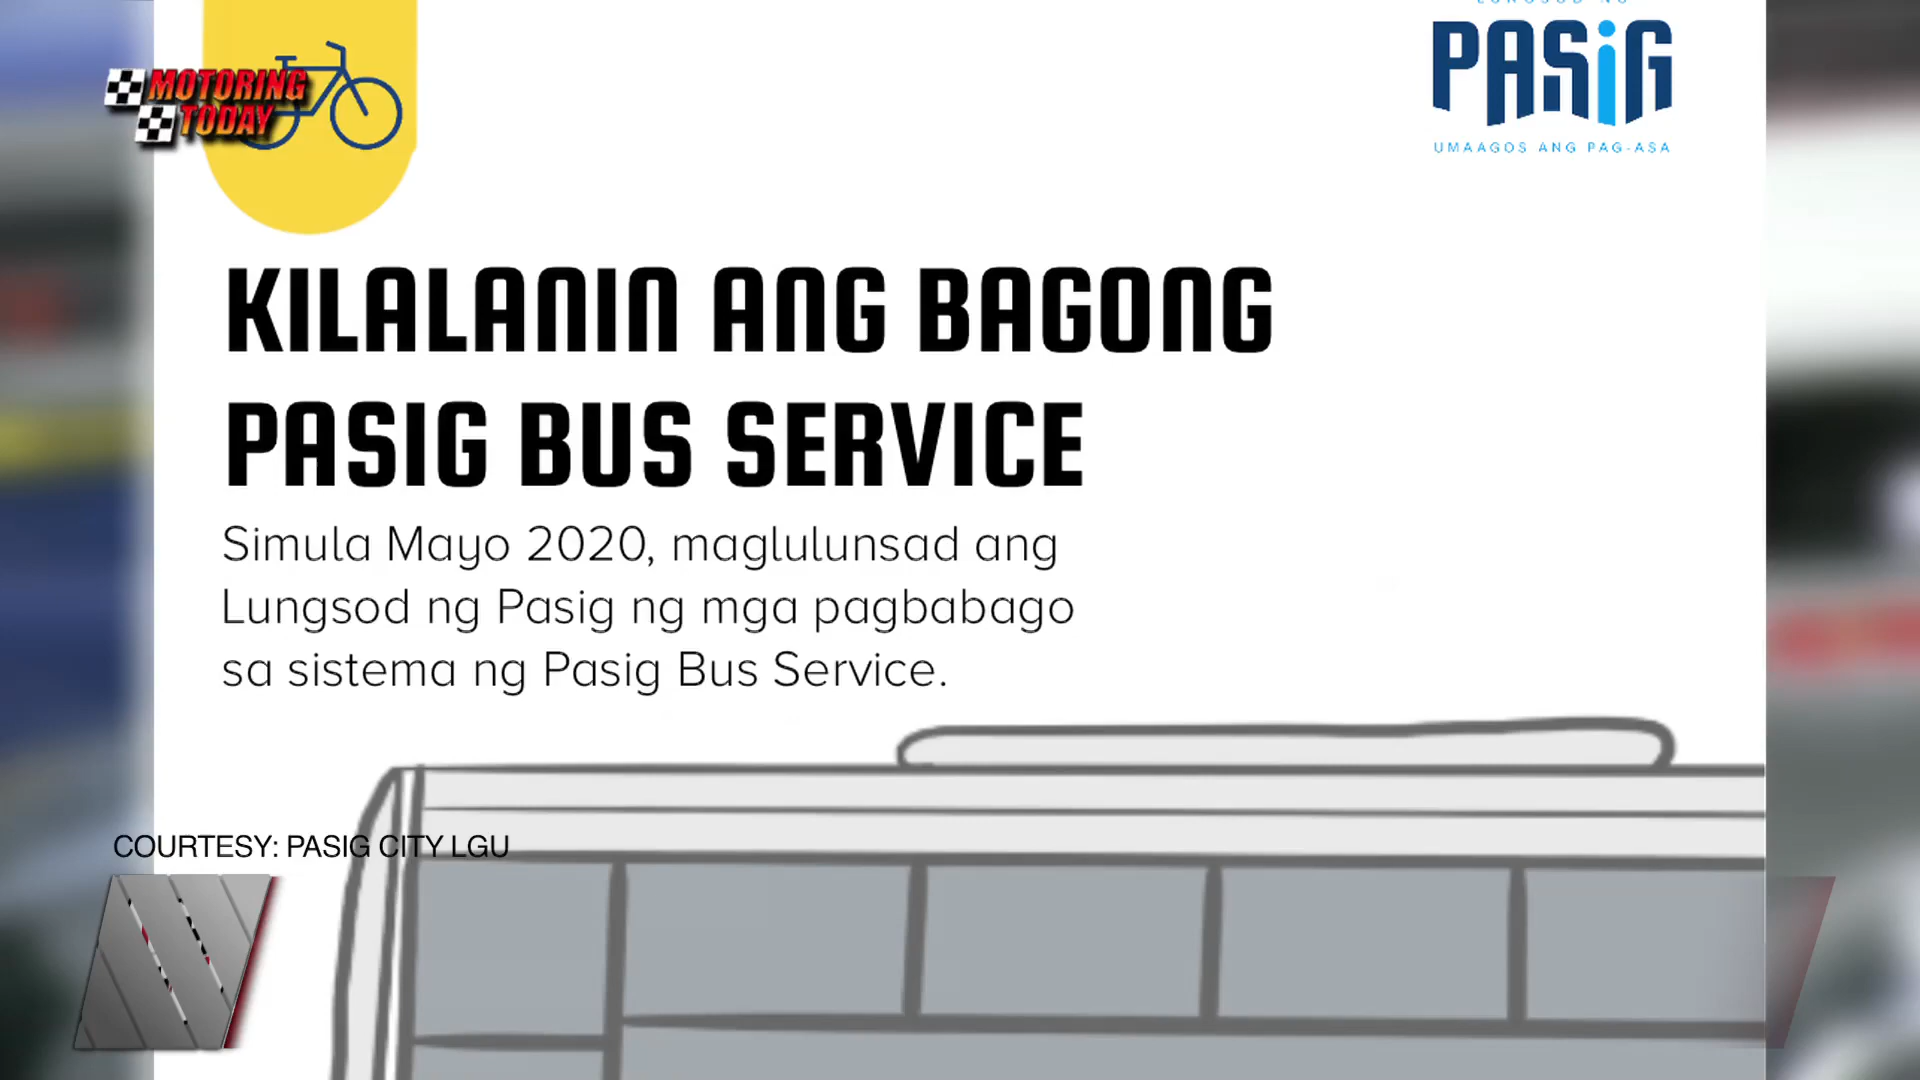 LUNGSOD NG
PASIG
UMAAGOS ANG PAG-ASA
MOTORING
TODAY
KILALANIN ANG BAGONG
PASIG BUS SERVICE
Simula Mayo 2020, maglulunsad ang
Lungsod ng Pasig ng mga pagbabago
sa sistema ng Pasig Bus Service.
COURTESY: PASIG CITY LGU